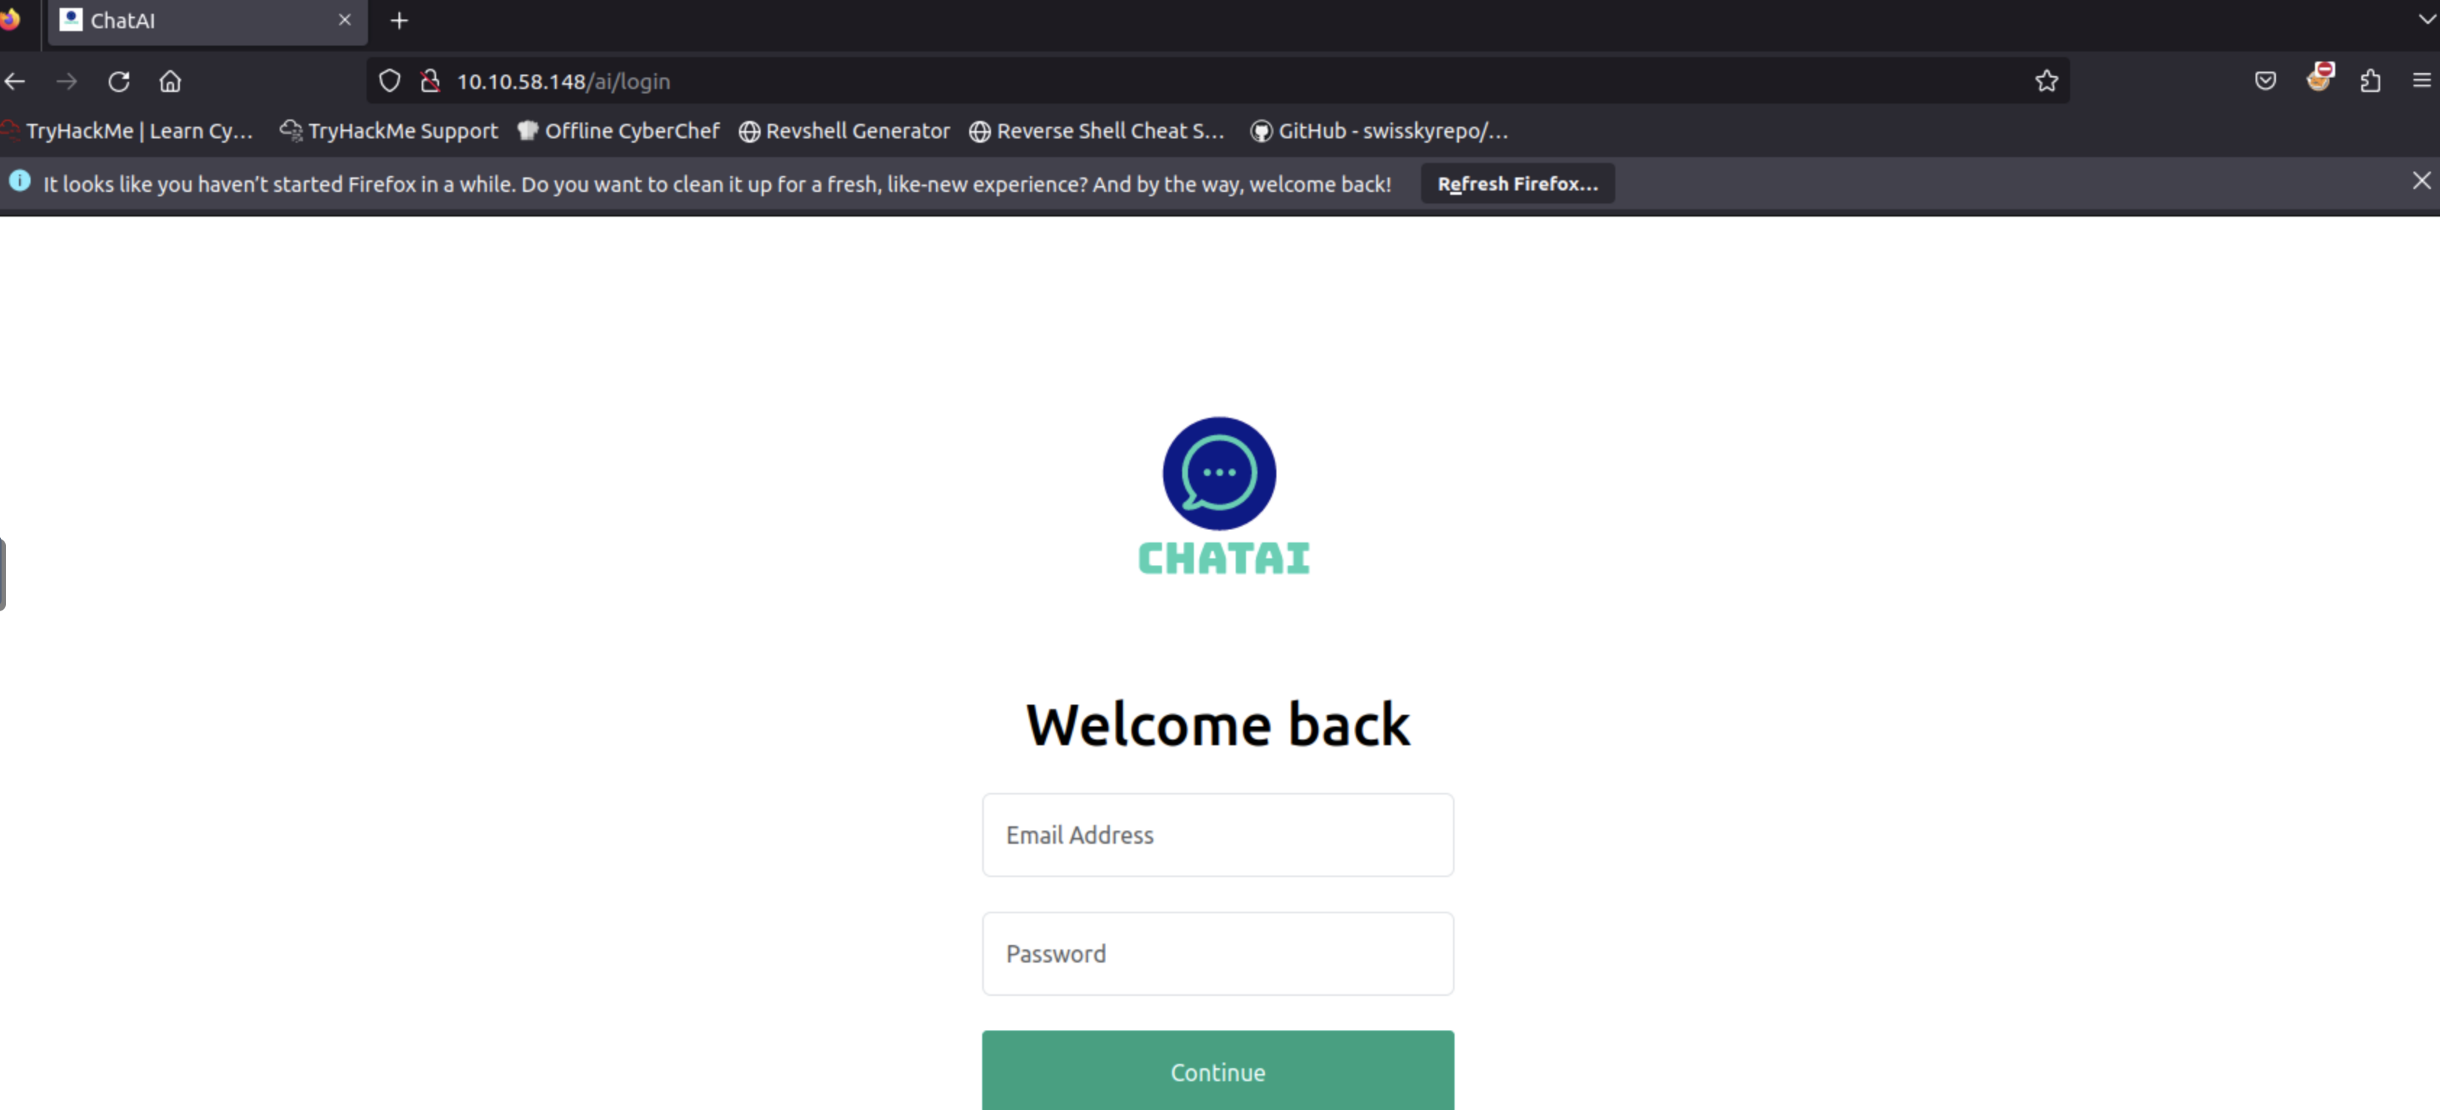 ChatAI
10.10.58.148/ai/login
TryHackMe | Learn Cy... TryHackMe Support Offline CyberChef Revshell Generator Reverse Shell Cheat S... GitHub - swisskyrepo/...
It looks like you haven’t started Firefox in a while. Do you want to clean it up for a fresh, like-new experience? And by the way, welcome back! Refresh Firefox...
CHATAI
Welcome back
Email Address
Password
Continue